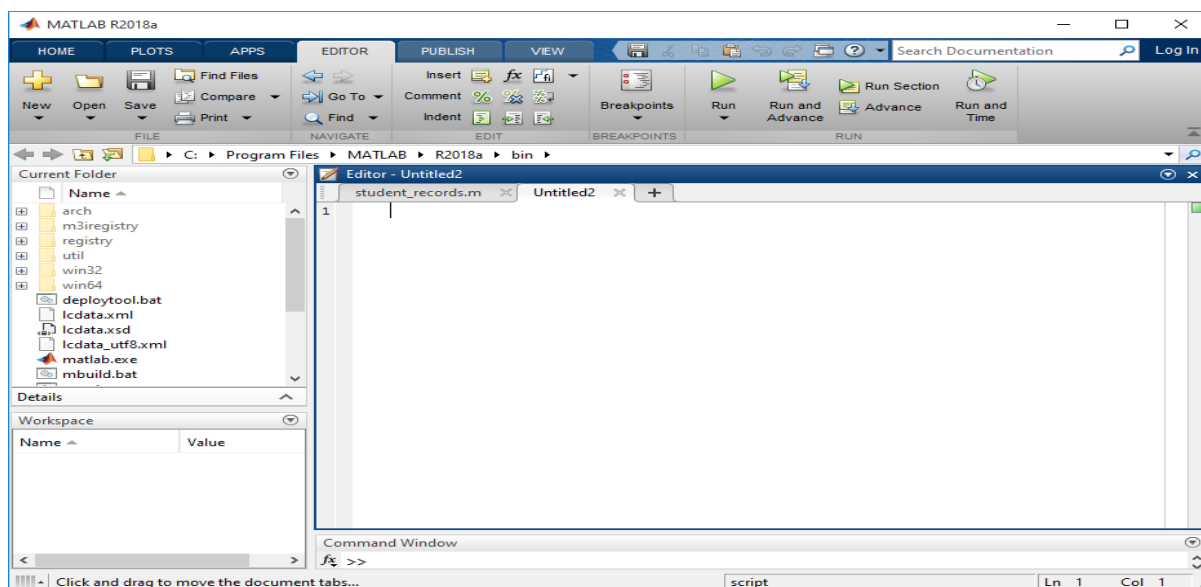 MATLAB R2018a
HOME PLOTS APPS EDITOR PUBLISH VIEW Search Documentation Log In
Find Files Insert fx
New Open Save Compare Go To Comment Breakpoints Run Run and Advance Run Section Advance Run and Time
Print Find Indent
FILE NAVIGATE EDIT BREAKPOINTS RUN
C: Program Files MATLAB R2018a bin
Current Folder
Name
arch
m3iregistry
registry
util
win32
win64
deploytool.bat
lcdata.xml
lcdata.xsd
lcdata_utf8.xml
matlab.exe
mbuild.bat
Details
Workspace
Name Value
Editor - Untitled2
student_records.m Untitled2
1
Command Window
fx >>
Click and drag to move the document tabs... script Ln 1 Col 1